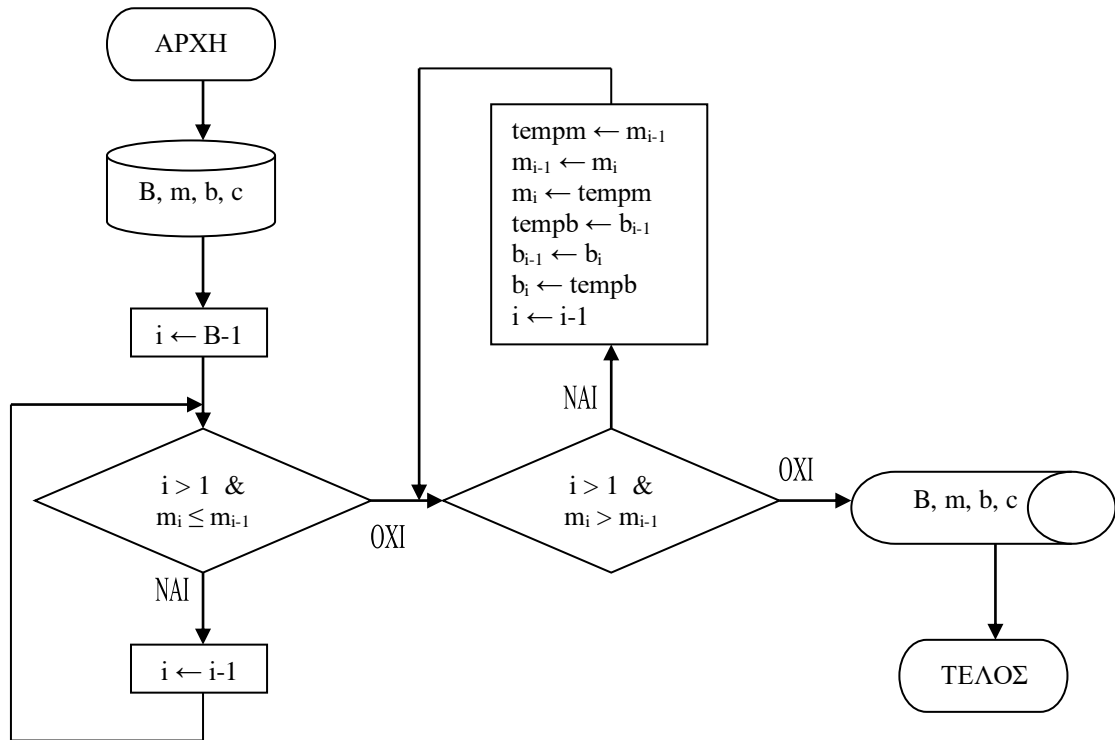 ΑΡΧΗ
B, m, b, c
i ← B-1
i > 1 &
mᵢ ≤ mᵢ₋₁
ΝΑΙ
ΟΧΙ
i ← i-1
tempm ← mᵢ₋₁
mᵢ₋₁ ← mᵢ
mᵢ ← tempm
tempb ← bᵢ₋₁
bᵢ₋₁ ← bᵢ
bᵢ ← tempb
i ← i-1
ΝΑΙ
i > 1 &
mᵢ > mᵢ₋₁
ΟΧΙ
B, m, b, c
ΤΕΛΟΣ